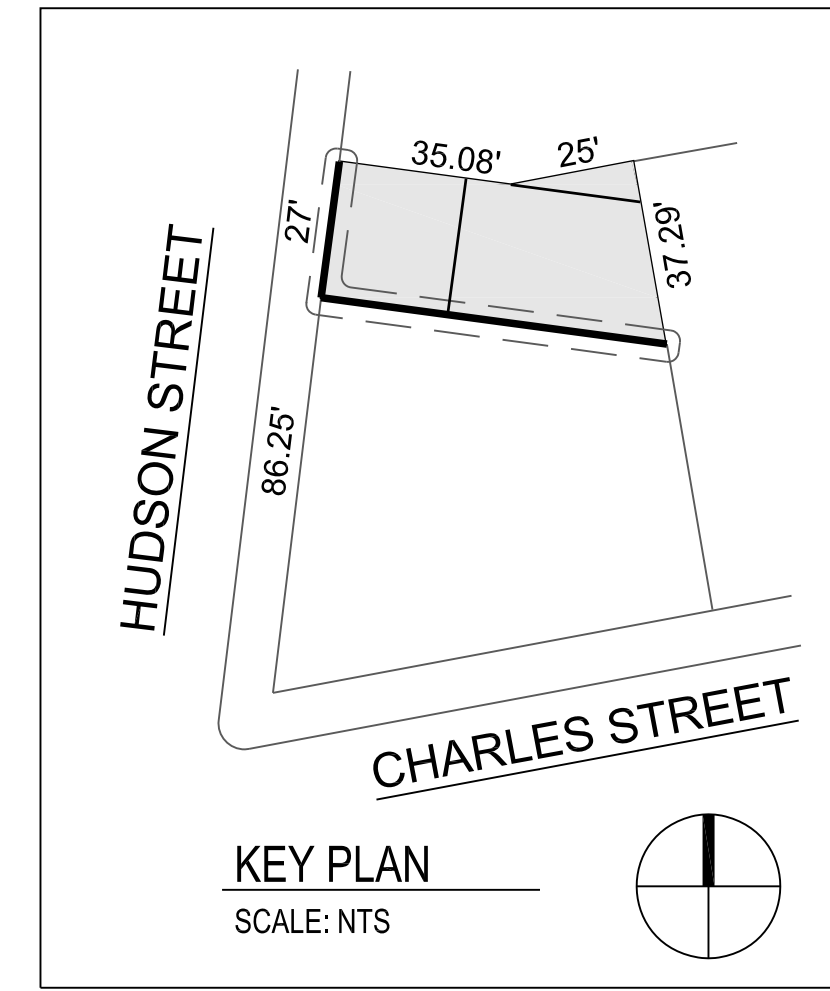 35.08'
25'
27'
37.29'
HUDSON STREET
86.25'
CHARLES STREET
KEY PLAN
SCALE: NTS